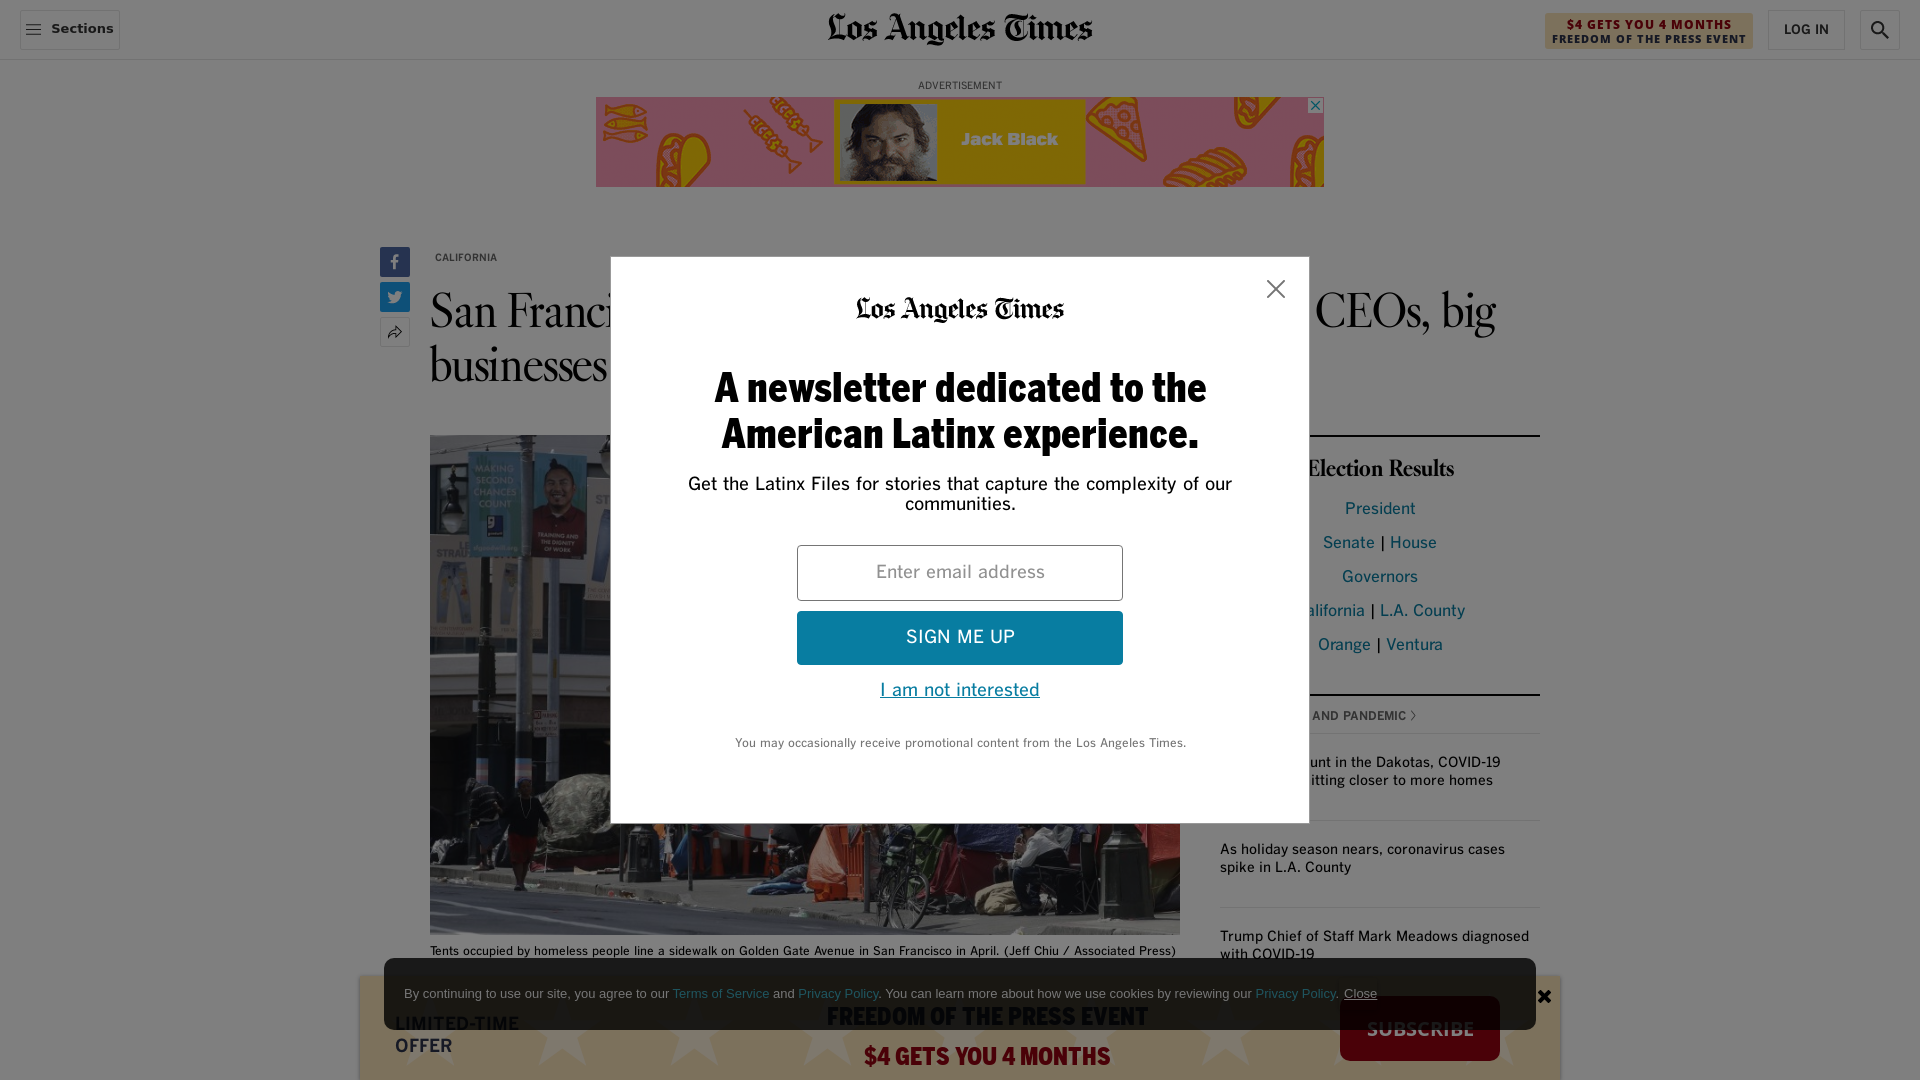 Sections
Los Angeles Times
$4 GETS YOU 4 MONTHS
FREEDOM OF THE PRESS EVENT
LOG IN
ADVERTISEMENT
Jack Black
CALIFORNIA
San Franci
CEOs, big
businesses
Los Angeles Times
A newsletter dedicated to the
American Latinx experience.
Get the Latinx Files for stories that capture the complexity of our
communities.
Enter email address
SIGN ME UP
I am not interested
You may occasionally receive promotional content from the Los Angeles Times.
MAKING
SECOND
CHANCES
COUNT
TRAINING AND
THE DIGNITY
OF WORK
Election Results
President
Senate | House
Governors
alifornia | L.A. County
Orange | Ventura
AND PANDEMIC
unt in the Dakotas, COVID-19
itting closer to more homes
As holiday season nears, coronavirus cases
spike in L.A. County
Trump Chief of Staff Mark Meadows diagnosed
with COVID-19
Tents occupied by homeless people line a sidewalk on Golden Gate Avenue in San Francisco in April. (Jeff Chiu / Associated Press)
By continuing to use our site, you agree to our Terms of Service and Privacy Policy. You can learn more about how we use cookies by reviewing our Privacy Policy. Close
LIMITED-TIME
OFFER
FREEDOM OF THE PRESS EVENT
$4 GETS YOU 4 MONTHS
SUBSCRIBE